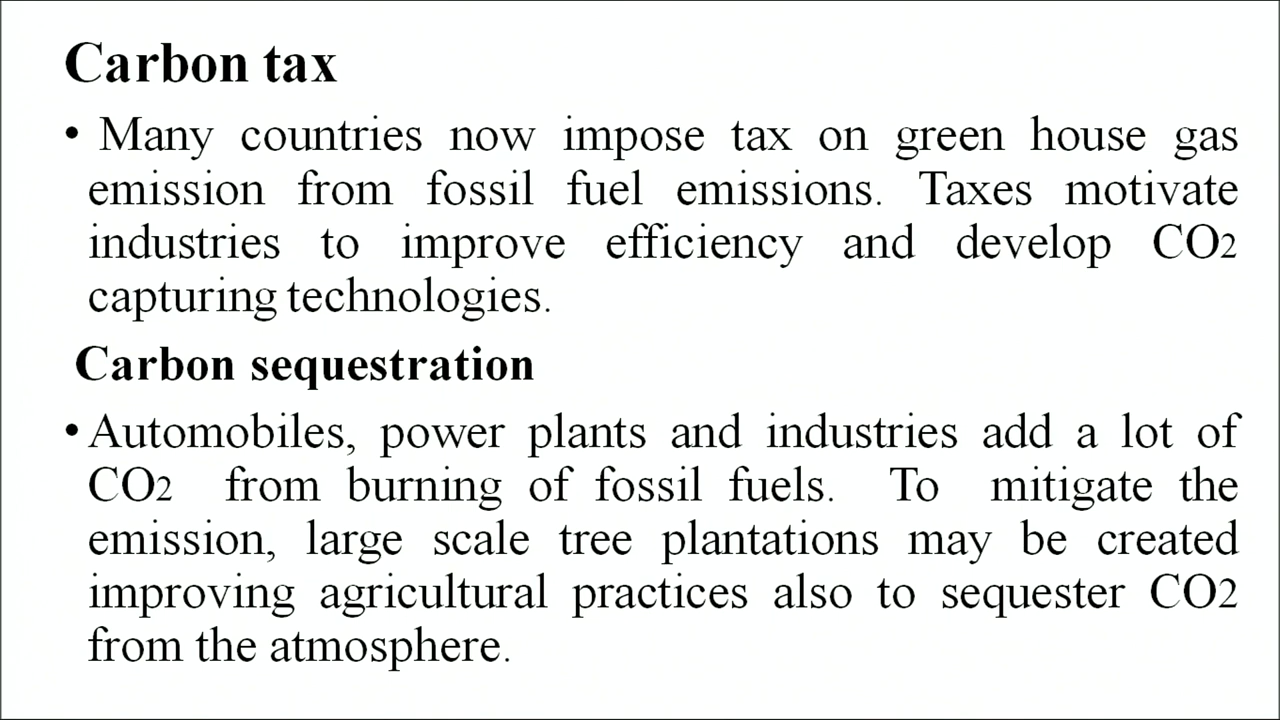 Carbon tax
• Many countries now impose tax on green house gas
emission from fossil fuel emissions. Taxes motivate
industries to improve efficiency and develop CO2
capturing technologies.
Carbon sequestration
• Automobiles, power plants and industries add a lot of
CO2 from burning of fossil fuels. To mitigate the
emission, large scale tree plantations may be created
improving agricultural practices also to sequester CO2
from the atmosphere.